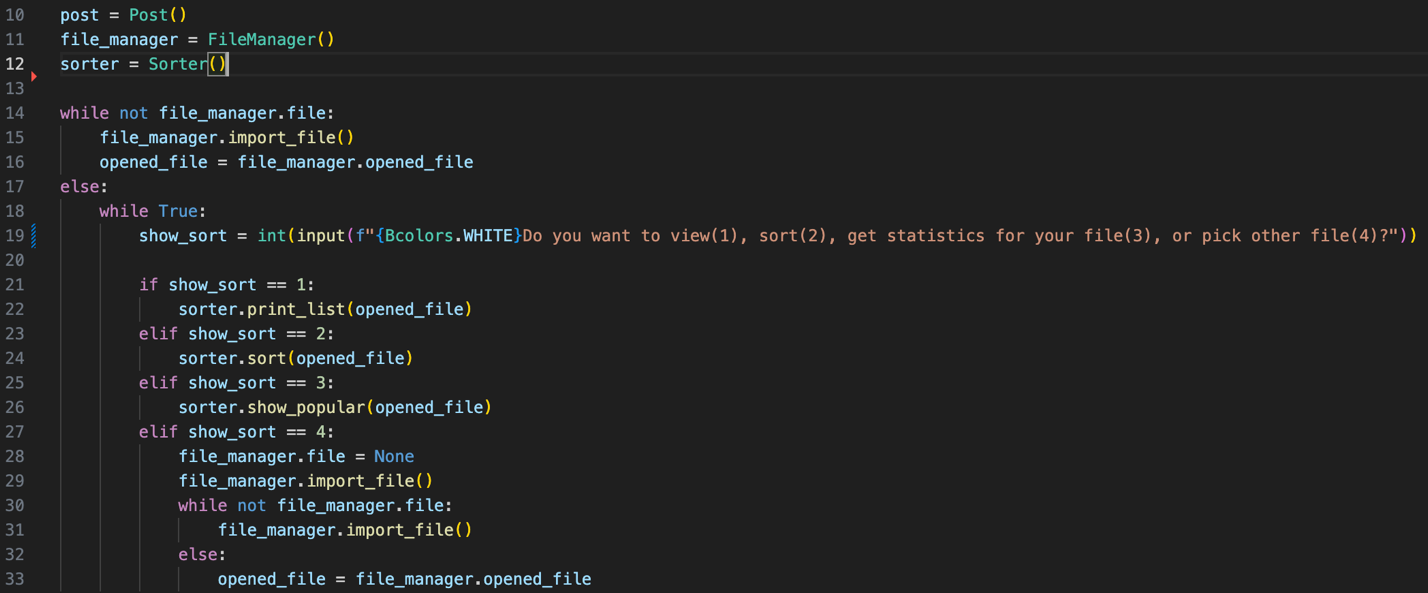 10 post = Post()
11 file_manager = FileManager()
12 sorter = Sorter()
13
14 while not file_manager.file:
15     file_manager.import_file()
16     opened_file = file_manager.opened_file
17 else:
18     while True:
19         show_sort = int(input(f"{Bcolors.WHITE}Do you want to view(1), sort(2), get statistics for your file(3), or pick other file(4)?"))
20
21         if show_sort == 1:
22             sorter.print_list(opened_file)
23         elif show_sort == 2:
24             sorter.sort(opened_file)
25         elif show_sort == 3:
26             sorter.show_popular(opened_file)
27         elif show_sort == 4:
28             file_manager.file = None
29             file_manager.import_file()
30             while not file_manager.file:
31                 file_manager.import_file()
32             else:
33                 opened_file = file_manager.opened_file